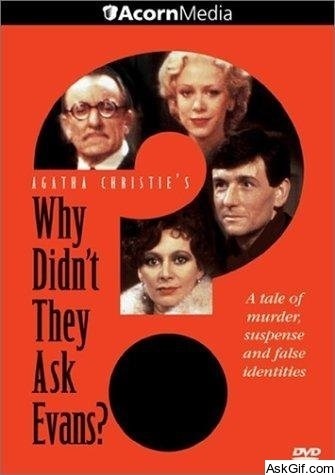 AcornMedia
AGATHA CHRISTIE'S
Why
Didn't
They
Ask
Evans?
A tale of
murder,
suspense
and false
identities
DVD
AskGif.com